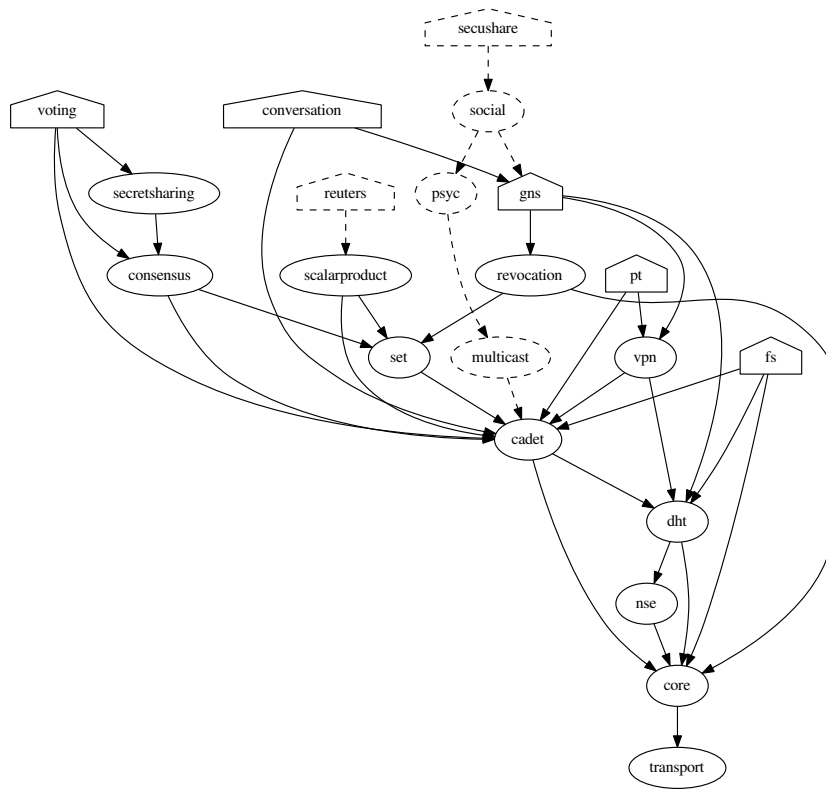 secushare
voting
conversation
social
secretsharing
reuters
psyc
gns
consensus
scalarproduct
revocation
pt
set
multicast
vpn
fs
cadet
dht
nse
core
transport